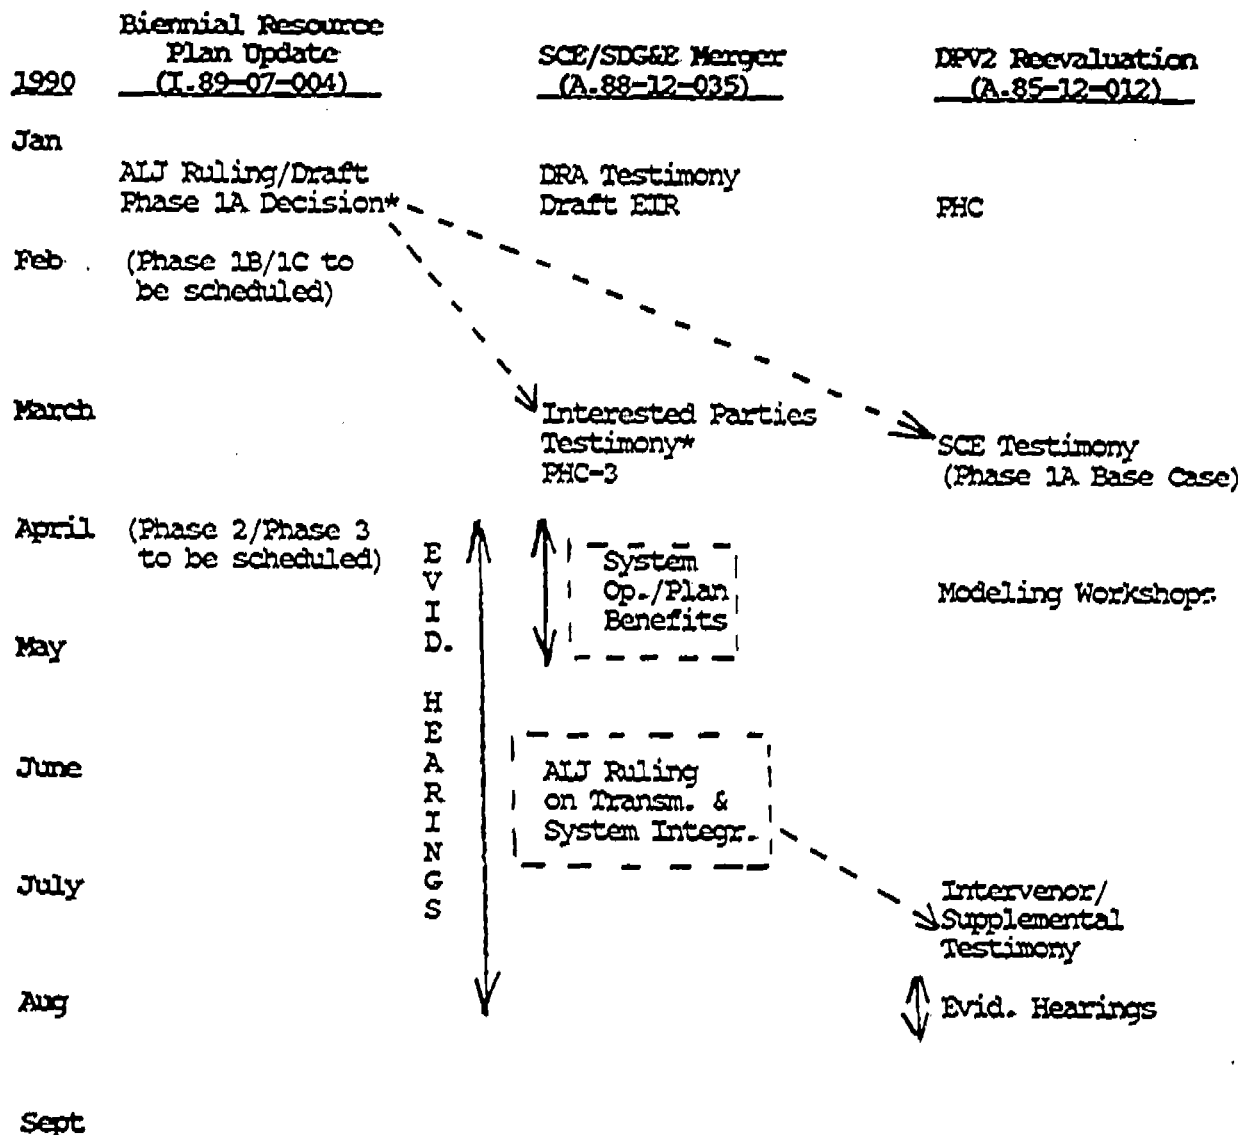 Biennial Resource
Plan Update
(I.89-07-004)
SCE/SDG&E Merger
(A.88-12-035)
DPV2 Reevaluation
(A.85-12-012)
1990
Jan
ALJ Ruling/Draft
Phase 1A Decision*
DRA Testimony
Draft EIR
PHC
Feb
(Phase 1B/1C to
be scheduled)
March
Interested Parties
Testimony*
PHC-3
SCE Testimony
(Phase 1A Base Case)
April
(Phase 2/Phase 3
to be scheduled)
EVID. HEARINGS
System
Op./Plan
Benefits
Modeling Workshops
May
June
ALJ Ruling
on Transm. &
System Integr.
July
Intervenor/
Supplemental
Testimony
Aug
Evid. Hearings
Sept